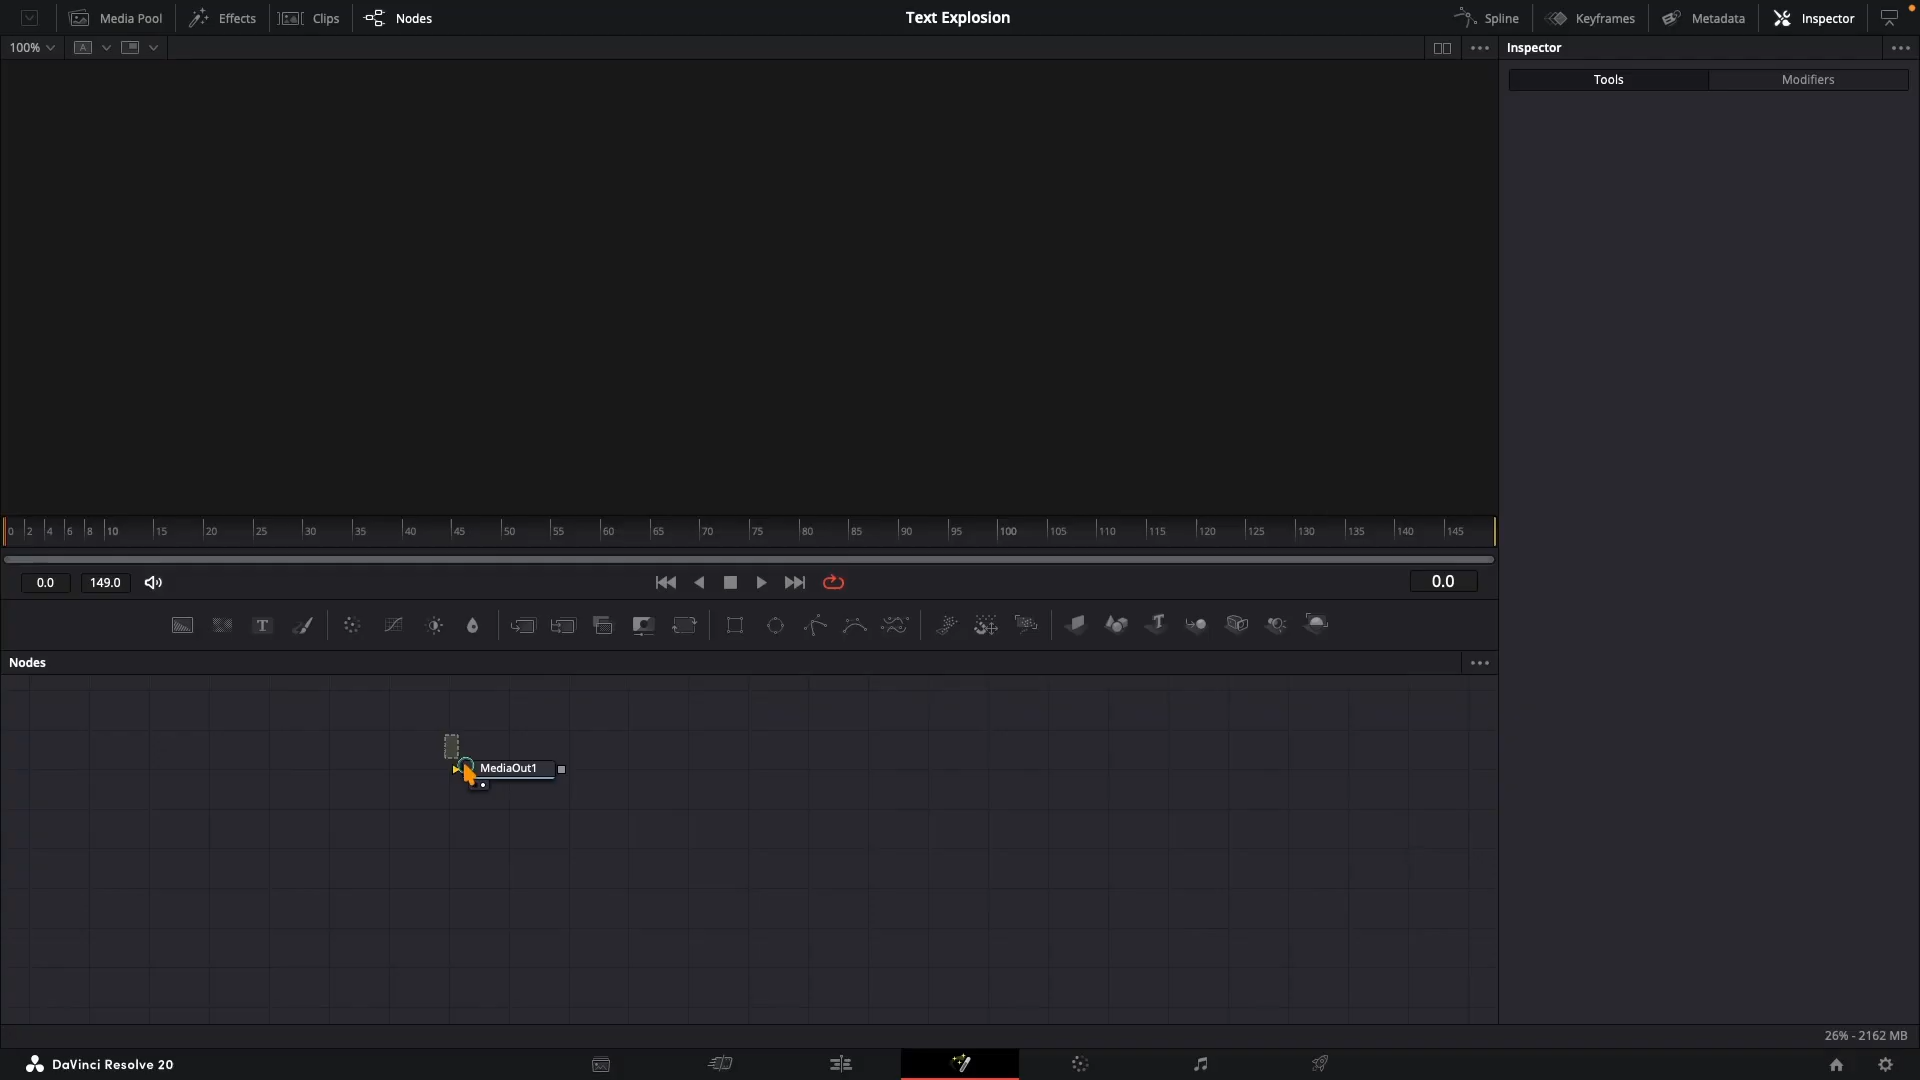 Media Pool Effects Clips Nodes Text Explosion Spline Keyframes Metadata Inspector
100% A Inspector
Tools Modifiers
0 2 4 6 8 10 15 20 25 30 35 40 45 50 55 60 65 70 75 80 85 90 95 100 105 110 115 120 125 130 135 140 145
0.0 149.0 0.0
T T
Nodes
MediaOut1
26% - 2162 MB
DaVinci Resolve 20